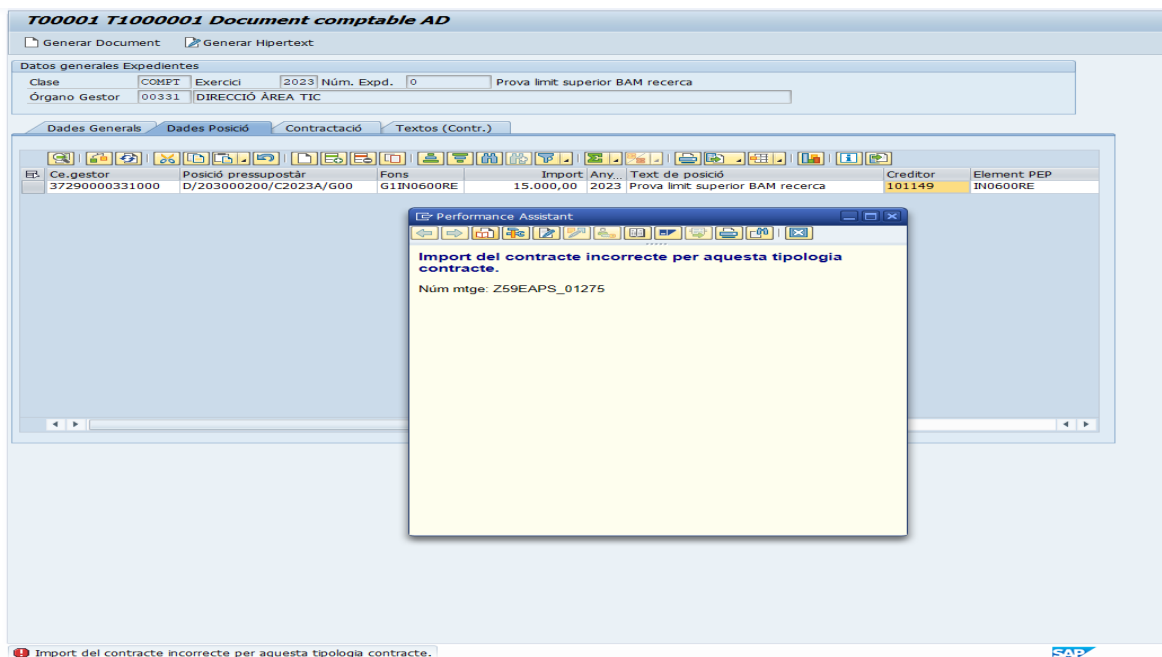 T00001 T1000001 Document comptable AD
Generar Document Generar Hipertext
Datos generales Expedientes
Clase COMPT Exercici 2023 Núm. Expd. 0 Prova limit superior BAM recerca
Órgano Gestor 00331 DIRECCIÓ ÀREA TIC
Dades Generals Dades Posició Contractació Textos (Contr.)
Ce.gestor Posició pressupostàr Fons Import Any... Text de posició Creditor Element PEP
37290000331000 D/203000200/C2023A/G00 G1IN0600RE 15.000,00 2023 Prova limit superior BAM recerca 101149 IN0600RE
Performance Assistant
Import del contracte incorrecte per aquesta tipologia
contracte.
Núm mtge: Z59EAPS_01275
Import del contracte incorrecte per aquesta tipologia contracte.
SAP